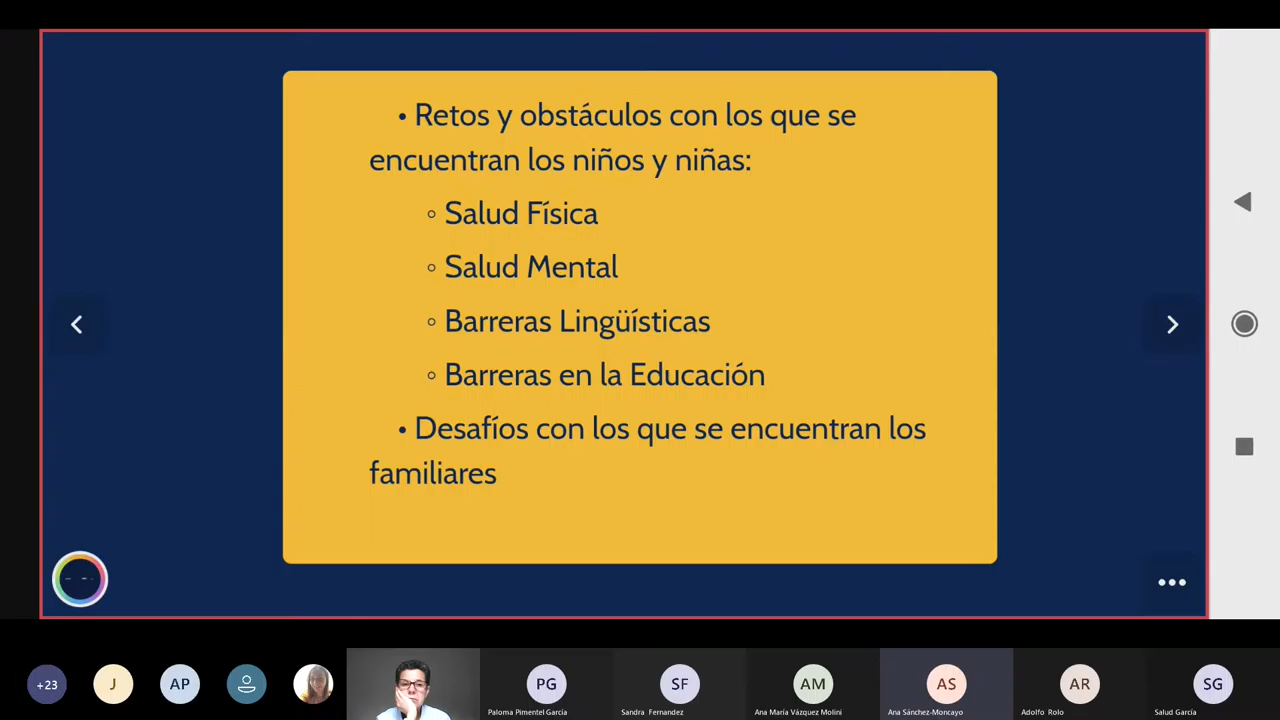 • Retos y obstáculos con los que se
encuentran los niños y niñas:
◦ Salud Física
◦ Salud Mental
◦ Barreras Lingüísticas
◦ Barreras en la Educación
• Desafíos con los que se encuentran los
familiares
+23
J
AP
PG
SF
AM
AS
AR
SG
Paloma Pimentel García
Sandra Fernandez
Ana María Vázquez Molini
Ana Sánchez-Moncayo
Adolfo Rolo
Salud García